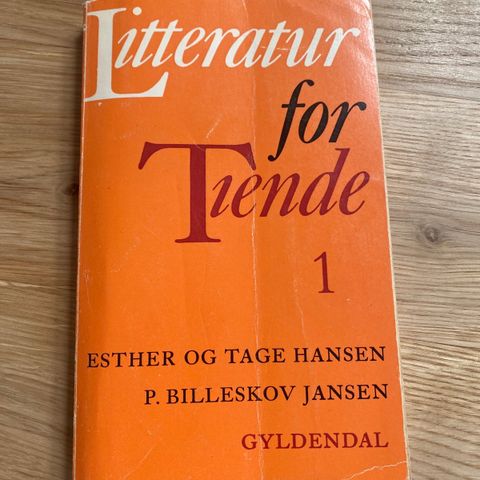 Litteratur
for
Tiende
1
ESTHER OG TAGE HANSEN
P. BILLESKOV JANSEN
GYLDENDAL